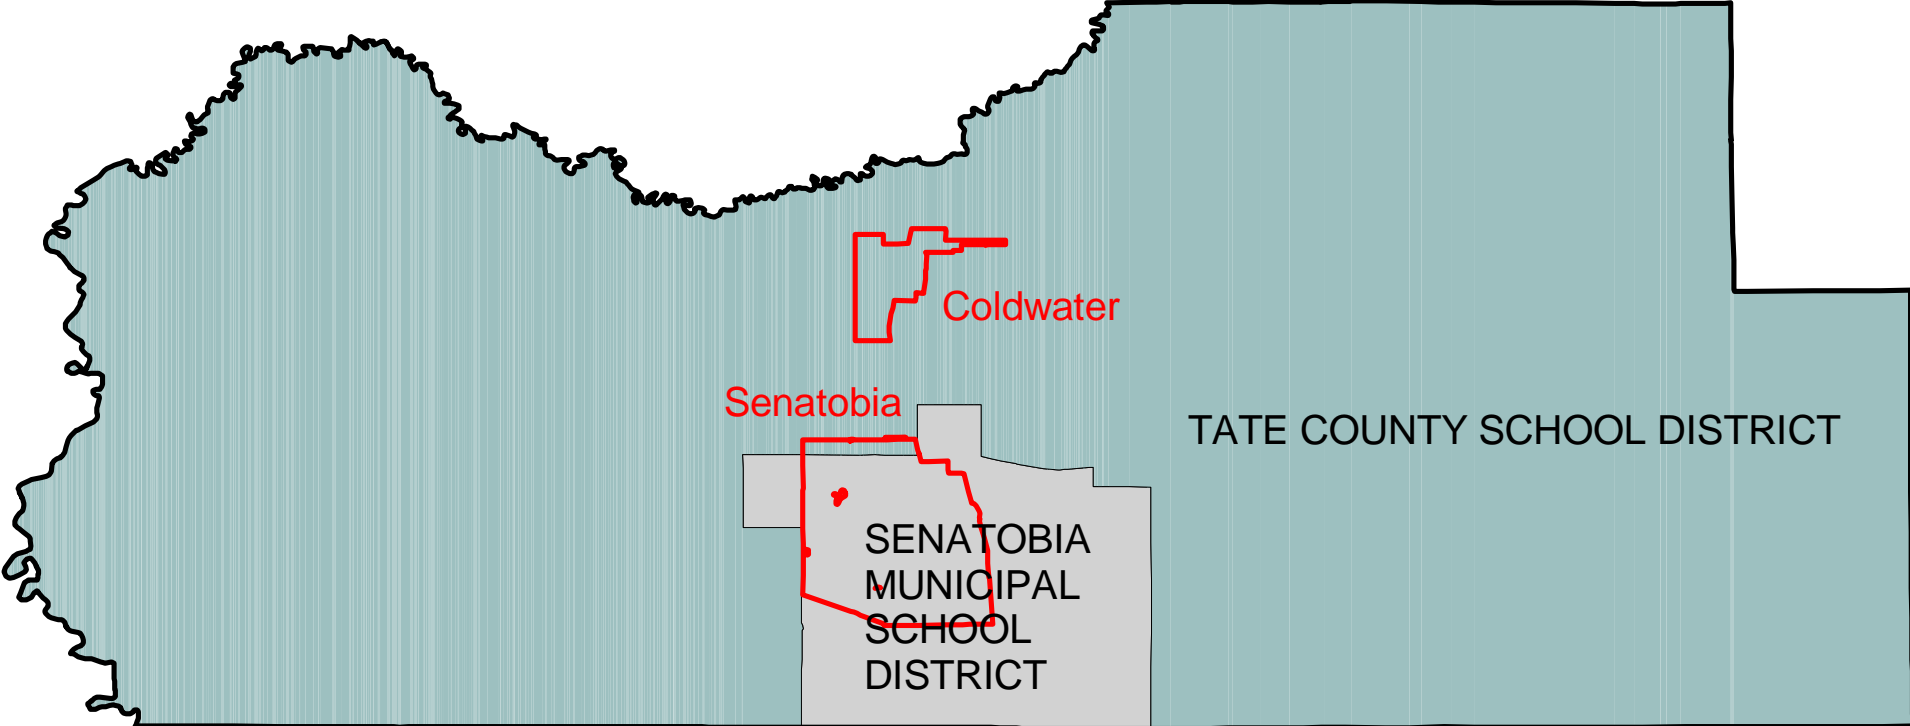 Coldwater
Senatobia
TATE COUNTY SCHOOL DISTRICT
SENATOBIA
MUNICIPAL
SCHOOL
DISTRICT